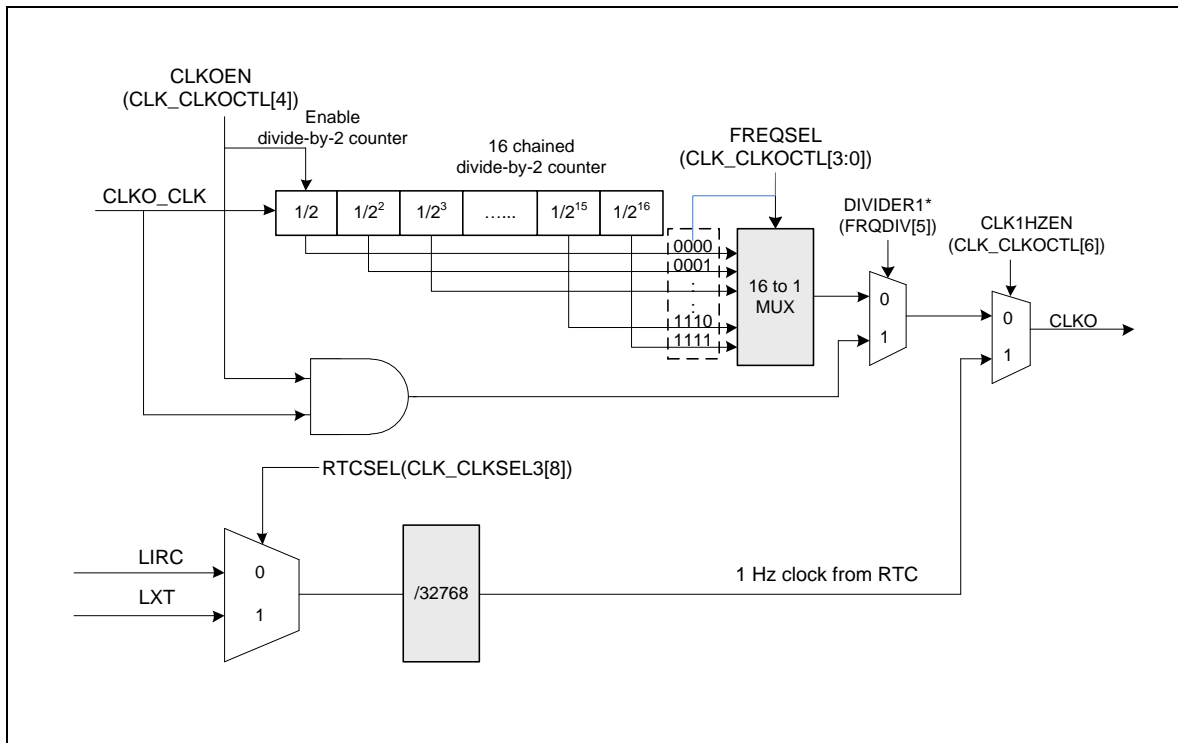 CLKOEN
(CLK_CLKOCTL[4])
Enable
divide-by-2 counter
16 chained
divide-by-2 counter
FREQSEL
(CLK_CLKOCTL[3:0])
DIVIDER1*
(FRQDIV[5])
CLK1HZEN
(CLK_CLKOCTL[6])
CLKO_CLK
1/2 1/2² 1/2³ …... 1/2¹⁵ 1/2¹⁶
0000
0001
:
:
1110
1111
16 to 1
MUX
0
1
0
1
CLKO
RTCSEL(CLK_CLKSEL3[8])
LIRC
LXT
0
1
/32768
1 Hz clock from RTC